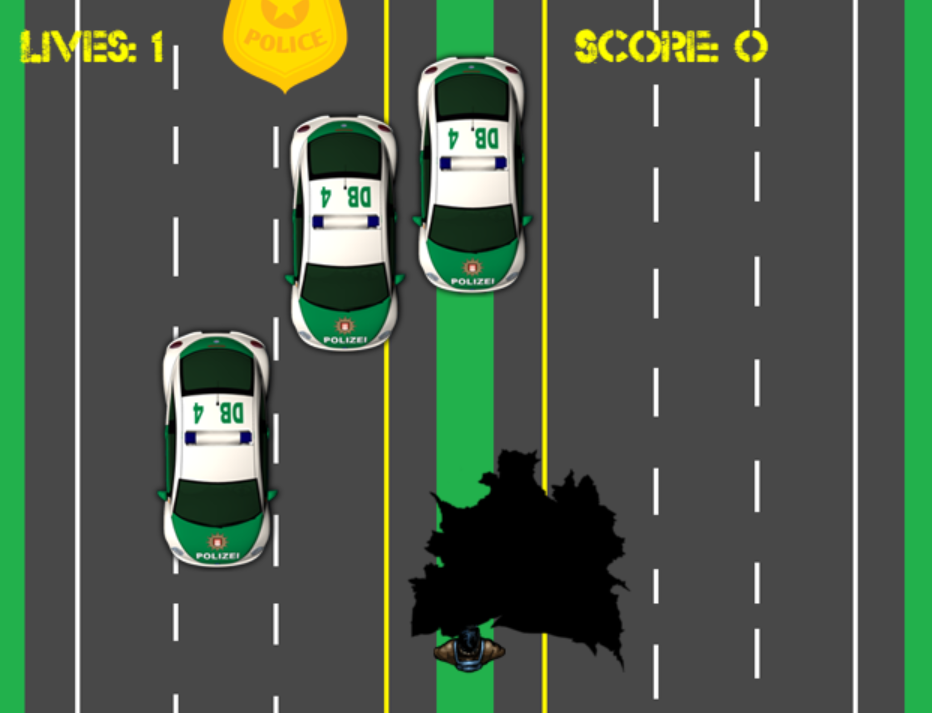 LIVES: 1
POLICE
SCORE: 0
DB. 4
POLIZEI
DB. 4
POLIZEI
DB. 4
POLIZEI